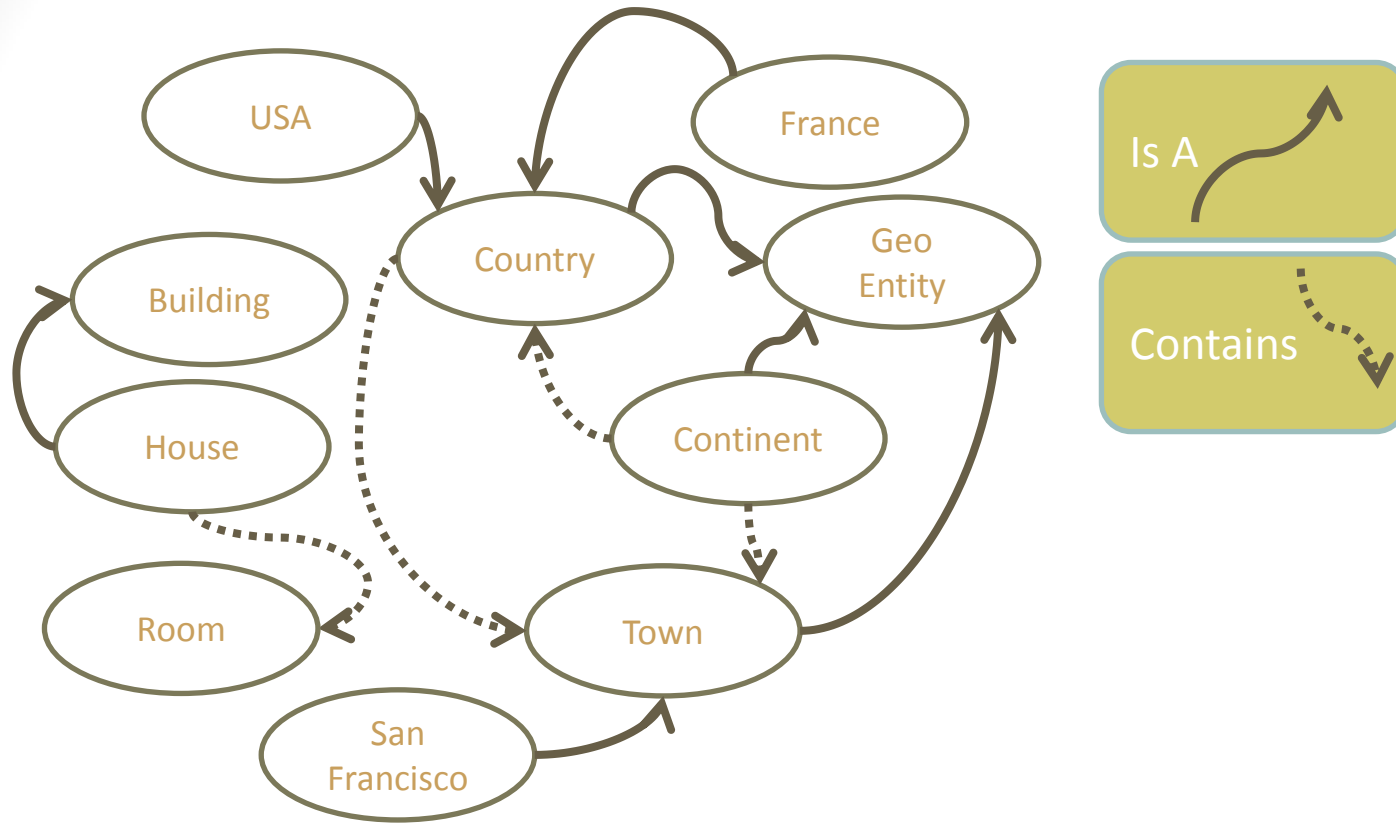 USA
France
Is A
Country
Geo
Entity
Building
Contains
House
Continent
Room
Town
San
Francisco